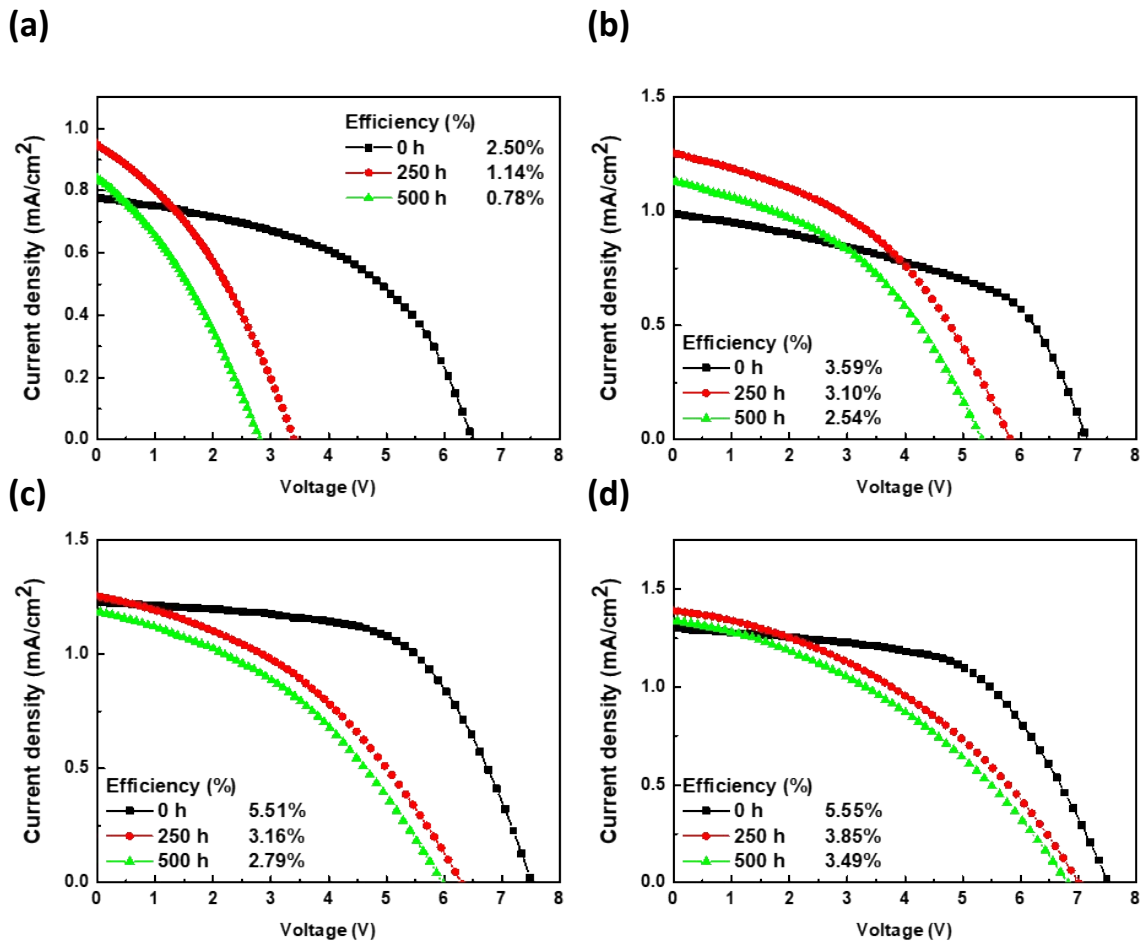 (a)
Current density (mA/cm²)
1.0
0.8
0.6
0.4
0.2
0.0
Efficiency (%)
0 h 2.50%
250 h 1.14%
500 h 0.78%
0 1 2 3 4 5 6 7 8
Voltage (V)
(b)
Current density (mA/cm²)
1.5
1.0
0.5
0.0
Efficiency (%)
0 h 3.59%
250 h 3.10%
500 h 2.54%
0 1 2 3 4 5 6 7 8
Voltage (V)
(c)
Current density (mA/cm²)
1.5
1.0
0.5
0.0
Efficiency (%)
0 h 5.51%
250 h 3.16%
500 h 2.79%
0 1 2 3 4 5 6 7 8
Voltage (V)
(d)
Current density (mA/cm²)
1.5
1.0
0.5
0.0
Efficiency (%)
0 h 5.55%
250 h 3.85%
500 h 3.49%
0 1 2 3 4 5 6 7 8
Voltage (V)